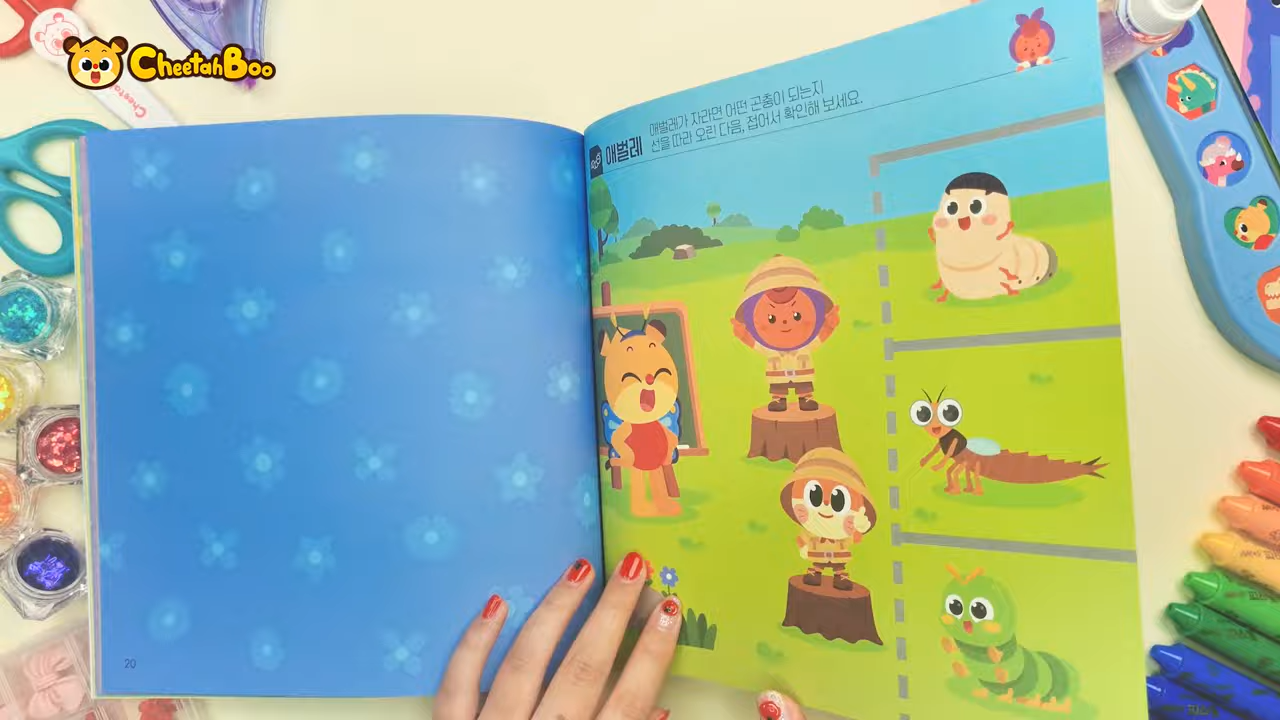 CheetahBoo
애벌레
애벌레가 자라면 어떤 곤충이 되는지
선을 따라 오린 다음, 접어서 확인해 보세요.
20